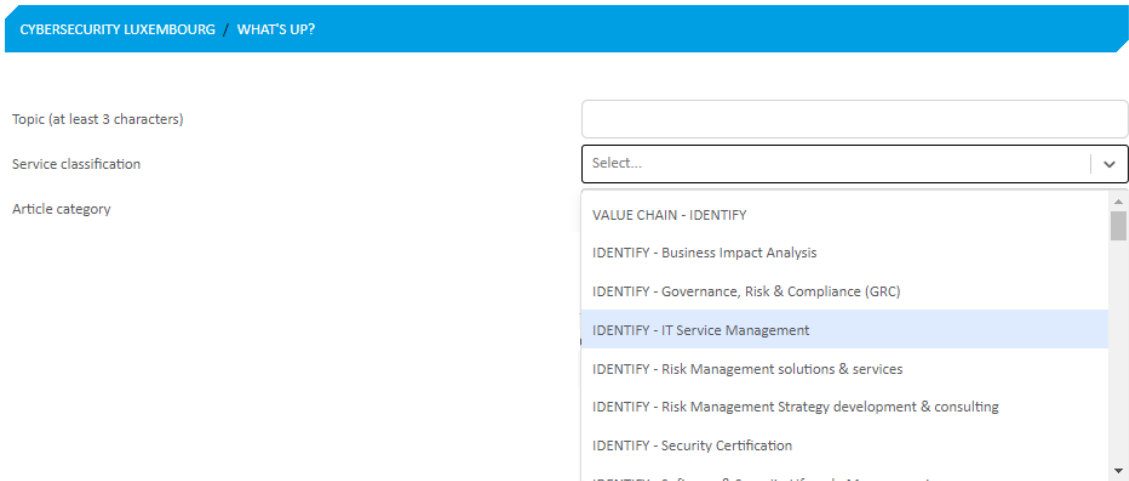 CYBERSECURITY LUXEMBOURG / WHAT'S UP?
Topic (at least 3 characters)
Service classification
Select...
Article category
VALUE CHAIN - IDENTIFY
IDENTIFY - Business Impact Analysis
IDENTIFY - Governance, Risk & Compliance (GRC)
IDENTIFY - IT Service Management
IDENTIFY - Risk Management solutions & services
IDENTIFY - Risk Management Strategy development & consulting
IDENTIFY - Security Certification